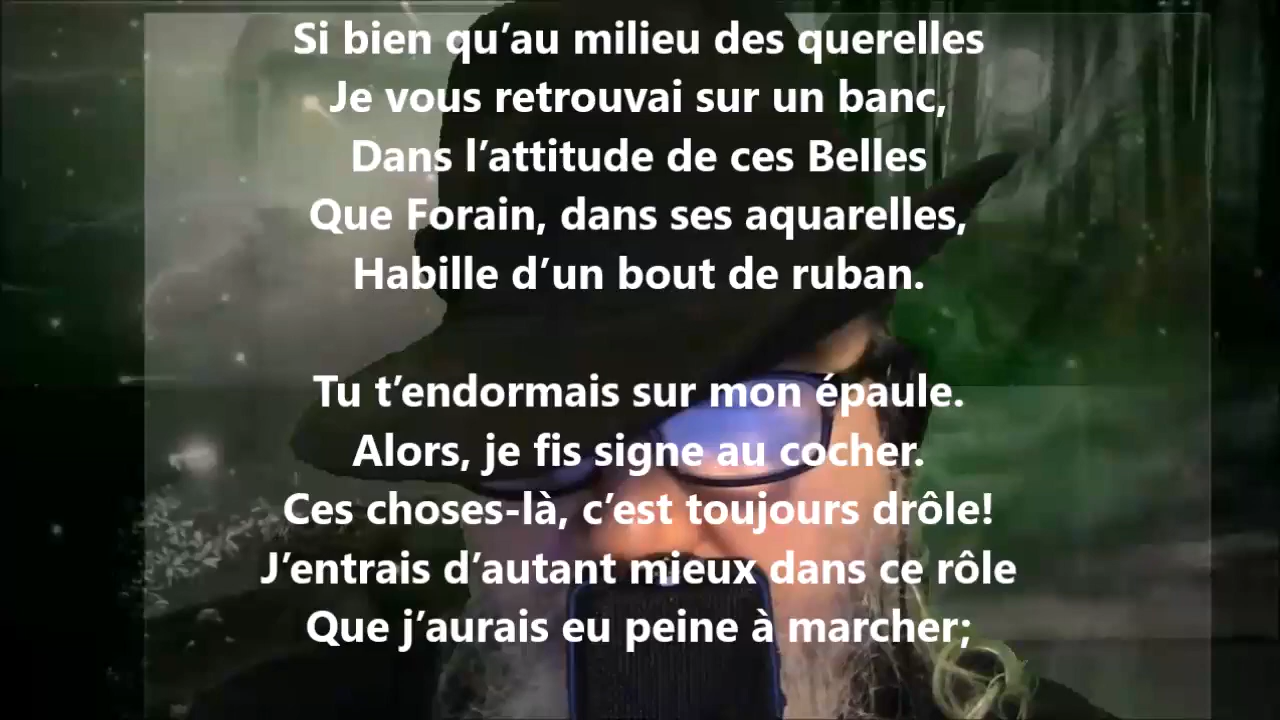 Si bien qu’au milieu des querelles
Je vous retrouvai sur un banc,
Dans l’attitude de ces Belles
Que Forain, dans ses aquarelles,
Habille d’un bout de ruban.
Tu t’endormais sur mon épaule.
Alors, je fis signe au cocher.
Ces choses-là, c’est toujours drôle!
J’entrais d’autant mieux dans ce rôle
Que j’aurais eu peine à marcher;